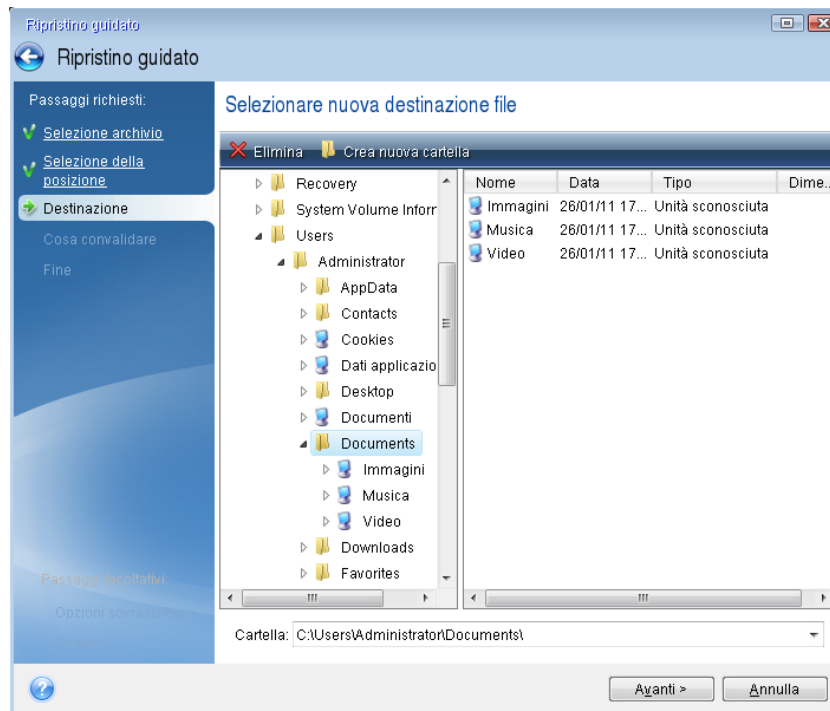 Ripristino guidato
Ripristino guidato
Passaggi richiesti:
Selezione archivio
Selezione della
posizione
Destinazione
Cosa convalidare
Fine
Passaggi facoltativi:
Opzioni
Selezionare nuova destinazione file
Elimina
Crea nuova cartella
Recovery
System Volume Inforr
Users
Administrator
AppData
Contacts
Cookies
Dati applicazio
Desktop
Documenti
Documents
Immagini
Musica
Video
Downloads
Favorites
Nome Data Tipo Dime...
Immagini 26/01/11 17... Unità sconosciuta
Musica 26/01/11 17... Unità sconosciuta
Video 26/01/11 17... Unità sconosciuta
Cartella: C:\Users\Administrator\Documents\
Avanti >
Annulla